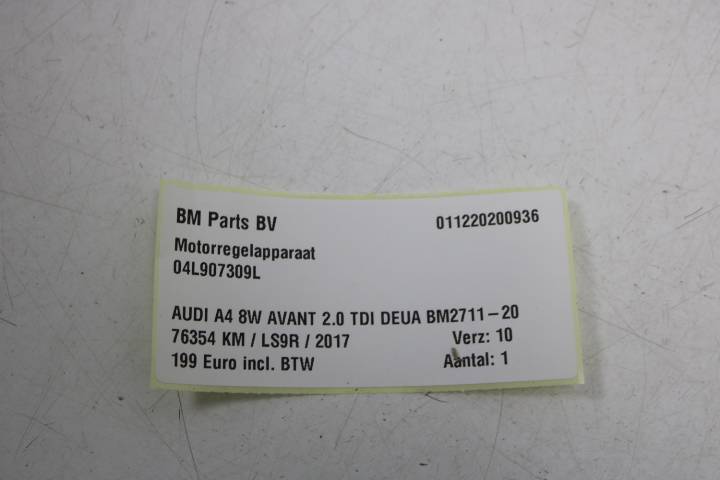 BM Parts BV 011220200936
Motorregelapparaat
04L907309L
AUDI A4 8W AVANT 2.0 TDI DEUA BM2711-20
76354 KM / LS9R / 2017 Verz: 10
199 Euro incl. BTW Aantal: 1